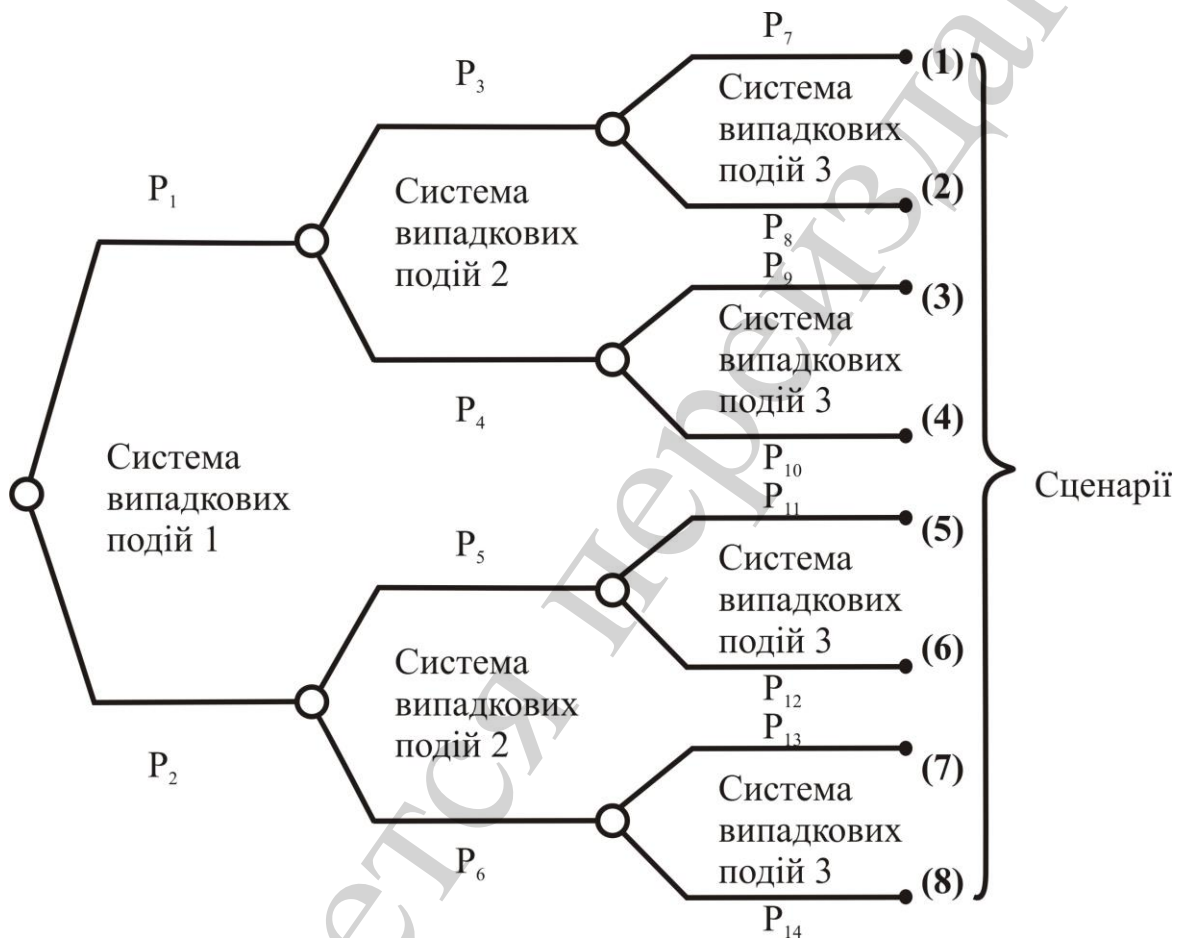 P7
(1)
P3
Система
випадкових
подій 3
P1
Система
випадкових
подій 2
(2)
P8
P9
(3)
Система
випадкових
подій 3
P4
(4)
P10
Система
випадкових
подій 1
Сценарії
P11
(5)
P5
Система
випадкових
подій 3
(6)
Система
випадкових
подій 2
P12
P13
P2
(7)
Система
випадкових
подій 3
P6
(8)
P14
ется переизда